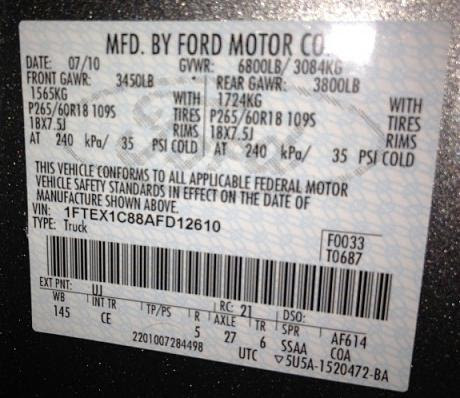 MFD. BY FORD MOTOR CO.
DATE: 07/10 GVWR: 6800LB/ 3084KG
FRONT GAWR: 3450LB REAR GAWR: 3800LB
1565KG WITH 1724KG WITH
P265/60R18 109S TIRES P265/60R18 109S TIRES
18X7.5J RIMS 18X7.5J RIMS
AT 240 kPa/ 35 PSI COLD AT 240 kPa/ 35 PSI COLD
THIS VEHICLE CONFORMS TO ALL APPLICABLE FEDERAL MOTOR
VEHICLE SAFETY STANDARDS IN EFFECT ON THE DATE OF
MANUFACTURE SHOWN ABOVE.
VIN: 1FTEX1C88AFD12610
TYPE: Truck
F0033
T0687
EXT PNT: UJ RC: 21 DSO:
WB INT TR TP/PS R AXLE TR SPR AF614
145 CE 5 27 6 SSAA COA
2201007284498 UTC ▽5U5A-1520472-BA